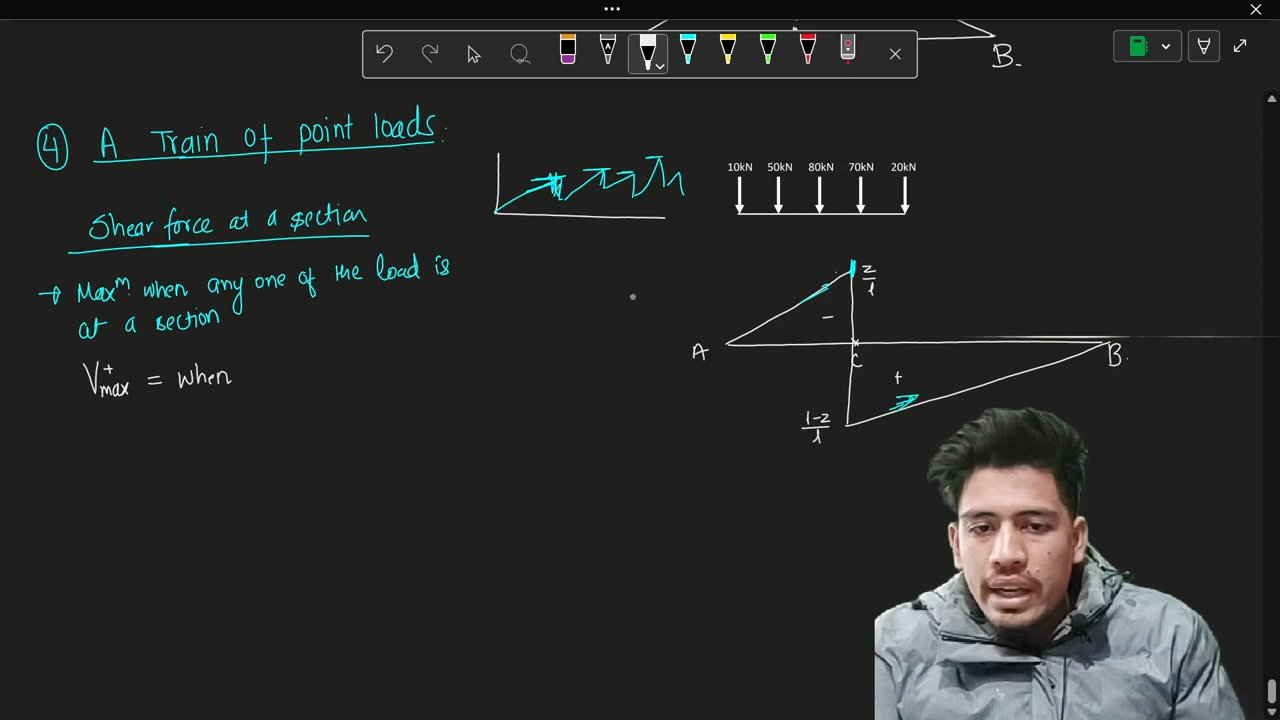 B.
④ A Train of point loads:
10kN 50kN 80kN 70kN 20kN
Shear force at a section
→ Maxᵐ when any one of the load is
at a section
z/l
A
−
C
B.
+
V⁺max = when
l-z/l